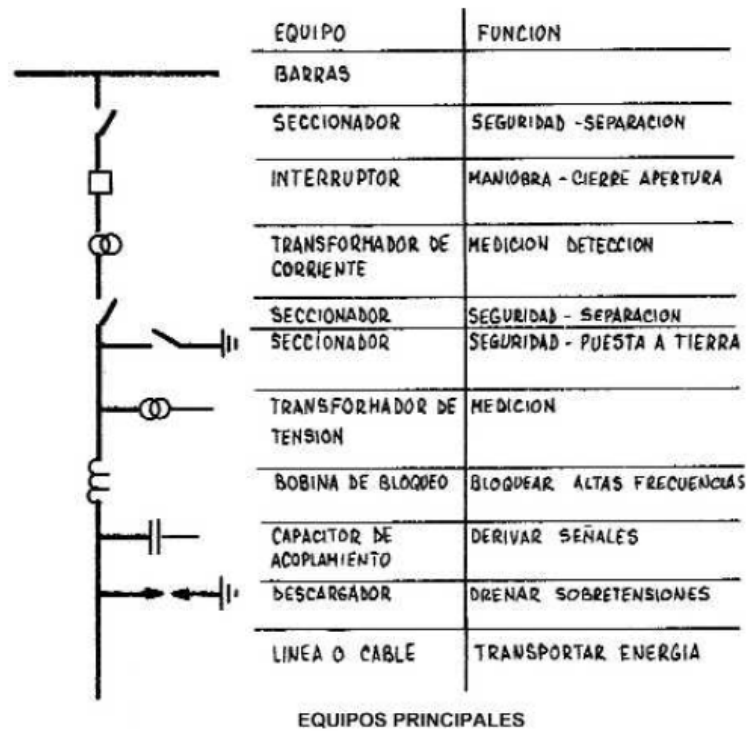 EQUIPO FUNCION
BARRAS
SECCIONADOR SEGURIDAD - SEPARACION
INTERRUPTOR MANIOBRA - CIERRE APERTURA
TRANSFORMADOR DE MEDICION DETECCION
CORRIENTE
SECCIONADOR SEGURIDAD - SEPARACION
SECCIONADOR SEGURIDAD - PUESTA A TIERRA
TRANSFORMADOR DE MEDICION
TENSION
BOBINA DE BLOQUEO BLOQUEAR ALTAS FRECUENCIAS
CAPACITOR DE DERIVAR SEÑALES
ACOPLAMIENTO
DESCARGADOR DRENAR SOBRETENSIONES
LINEA O CABLE TRANSPORTAR ENERGIA
EQUIPOS PRINCIPALES